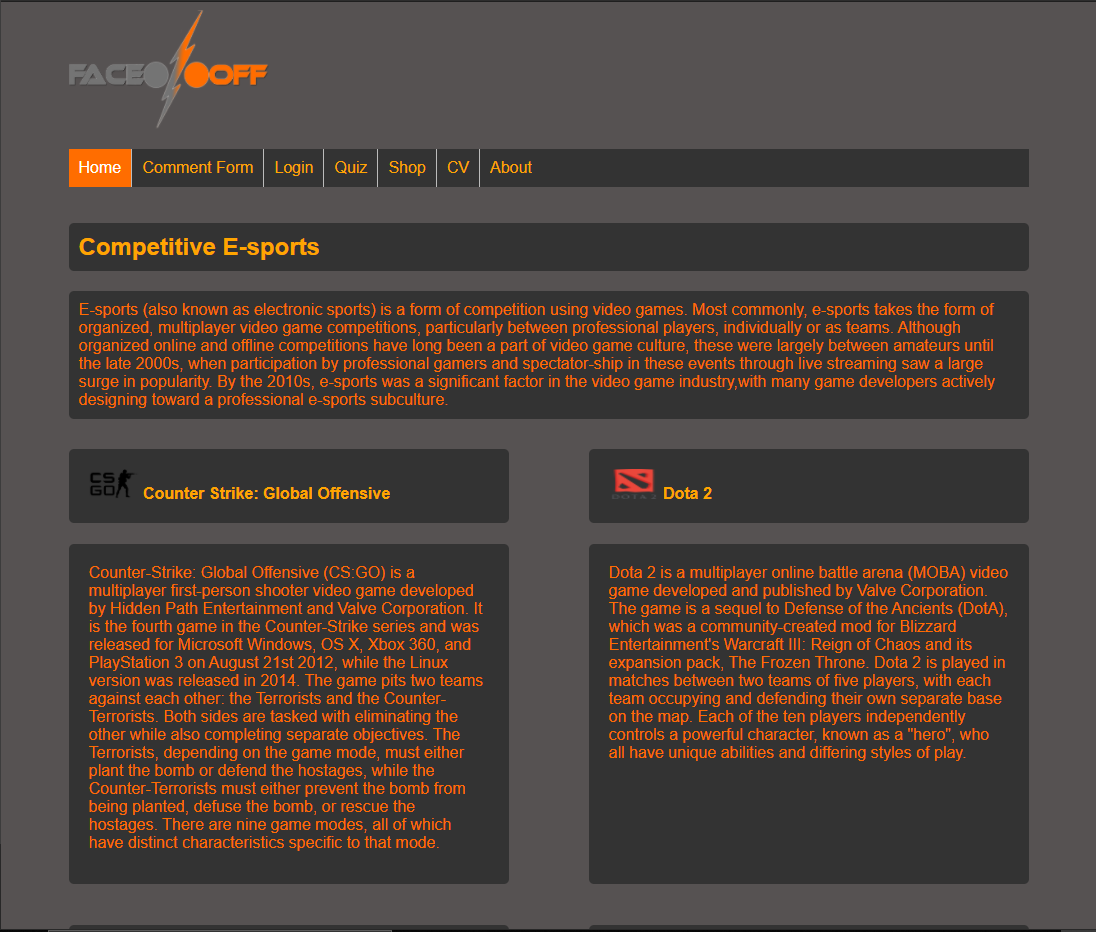 FACE OFF
Home Comment Form Login Quiz Shop CV About
Competitive E-sports
E-sports (also known as electronic sports) is a form of competition using video games. Most commonly, e-sports takes the form of
organized, multiplayer video game competitions, particularly between professional players, individually or as teams. Although
organized online and offline competitions have long been a part of video game culture, these were largely between amateurs until
the late 2000s, when participation by professional gamers and spectator-ship in these events through live streaming saw a large
surge in popularity. By the 2010s, e-sports was a significant factor in the video game industry,with many game developers actively
designing toward a professional e-sports subculture.
CS
GO
Counter Strike: Global Offensive
Counter-Strike: Global Offensive (CS:GO) is a
multiplayer first-person shooter video game developed
by Hidden Path Entertainment and Valve Corporation. It
is the fourth game in the Counter-Strike series and was
released for Microsoft Windows, OS X, Xbox 360, and
PlayStation 3 on August 21st 2012, while the Linux
version was released in 2014. The game pits two teams
against each other: the Terrorists and the Counter-
Terrorists. Both sides are tasked with eliminating the
other while also completing separate objectives. The
Terrorists, depending on the game mode, must either
plant the bomb or defend the hostages, while the
Counter-Terrorists must either prevent the bomb from
being planted, defuse the bomb, or rescue the
hostages. There are nine game modes, all of which
have distinct characteristics specific to that mode.
DOTA 2
Dota 2
Dota 2 is a multiplayer online battle arena (MOBA) video
game developed and published by Valve Corporation.
The game is a sequel to Defense of the Ancients (DotA),
which was a community-created mod for Blizzard
Entertainment's Warcraft III: Reign of Chaos and its
expansion pack, The Frozen Throne. Dota 2 is played in
matches between two teams of five players, with each
team occupying and defending their own separate base
on the map. Each of the ten players independently
controls a powerful character, known as a "hero", who
all have unique abilities and differing styles of play.